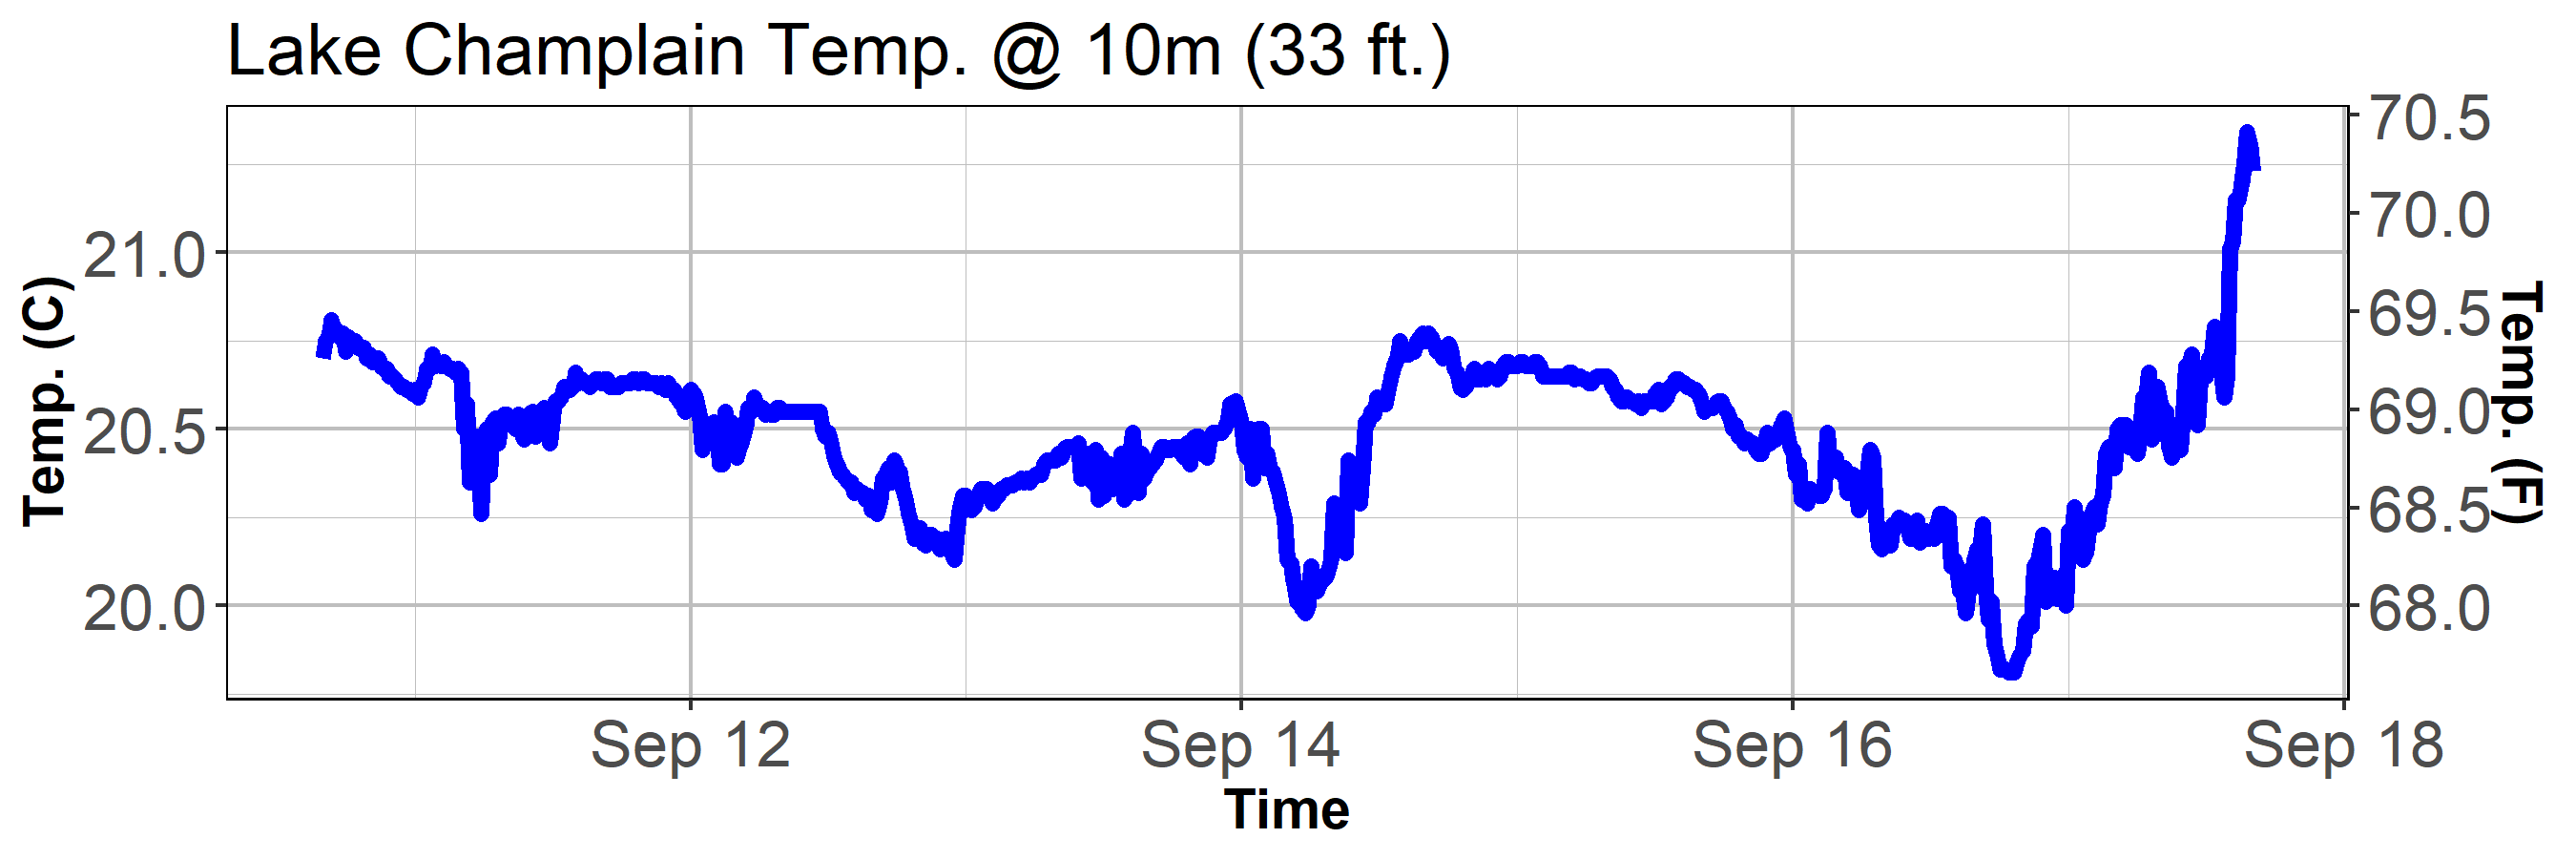 Lake Champlain Temp. @ 10m (33 ft.)
Temp. (C)
21.0
20.5
20.0
70.5
70.0
69.5
69.0
68.5
68.0
Temp. (F)
Sep 12
Sep 14
Sep 16
Sep 18
Time